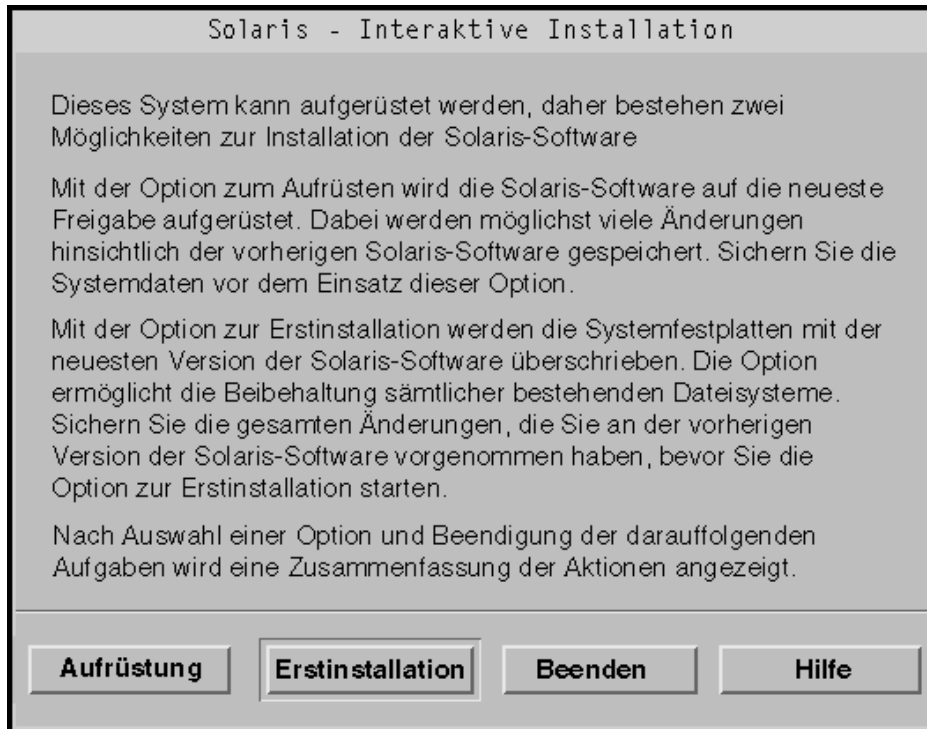 Solaris - Interaktive Installation
Dieses System kann aufgerüstet werden, daher bestehen zwei
Möglichkeiten zur Installation der Solaris-Software
Mit der Option zum Aufrüsten wird die Solaris-Software auf die neueste
Freigabe aufgerüstet. Dabei werden möglichst viele Änderungen
hinsichtlich der vorherigen Solaris-Software gespeichert. Sichern Sie die
Systemdaten vor dem Einsatz dieser Option.
Mit der Option zur Erstinstallation werden die Systemfestplatten mit der
neuesten Version der Solaris-Software überschrieben. Die Option
ermöglicht die Beibehaltung sämtlicher bestehenden Dateisysteme.
Sichern Sie die gesamten Änderungen, die Sie an der vorherigen
Version der Solaris-Software vorgenommen haben, bevor Sie die
Option zur Erstinstallation starten.
Nach Auswahl einer Option und Beendigung der darauffolgenden
Aufgaben wird eine Zusammenfassung der Aktionen angezeigt.
Aufrüstung Erstinstallation Beenden Hilfe